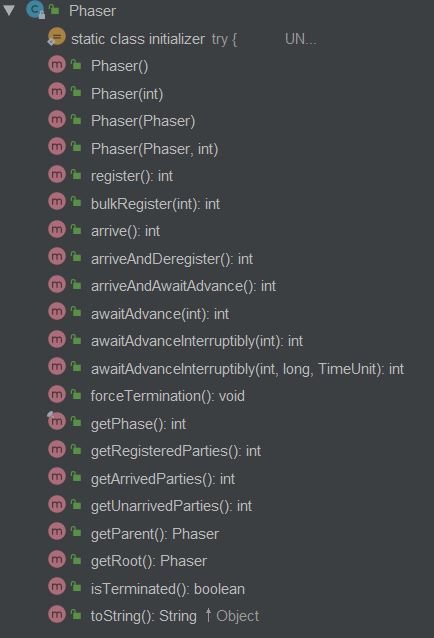 Phaser
static class initializer try { UN...
Phaser()
Phaser(int)
Phaser(Phaser)
Phaser(Phaser, int)
register(): int
bulkRegister(int): int
arrive(): int
arriveAndDeregister(): int
arriveAndAwaitAdvance(): int
awaitAdvance(int): int
awaitAdvanceInterruptibly(int): int
awaitAdvanceInterruptibly(int, long, TimeUnit): int
forceTermination(): void
getPhase(): int
getRegisteredParties(): int
getArrivedParties(): int
getUnarrivedParties(): int
getParent(): Phaser
getRoot(): Phaser
isTerminated(): boolean
toString(): String ↑Object